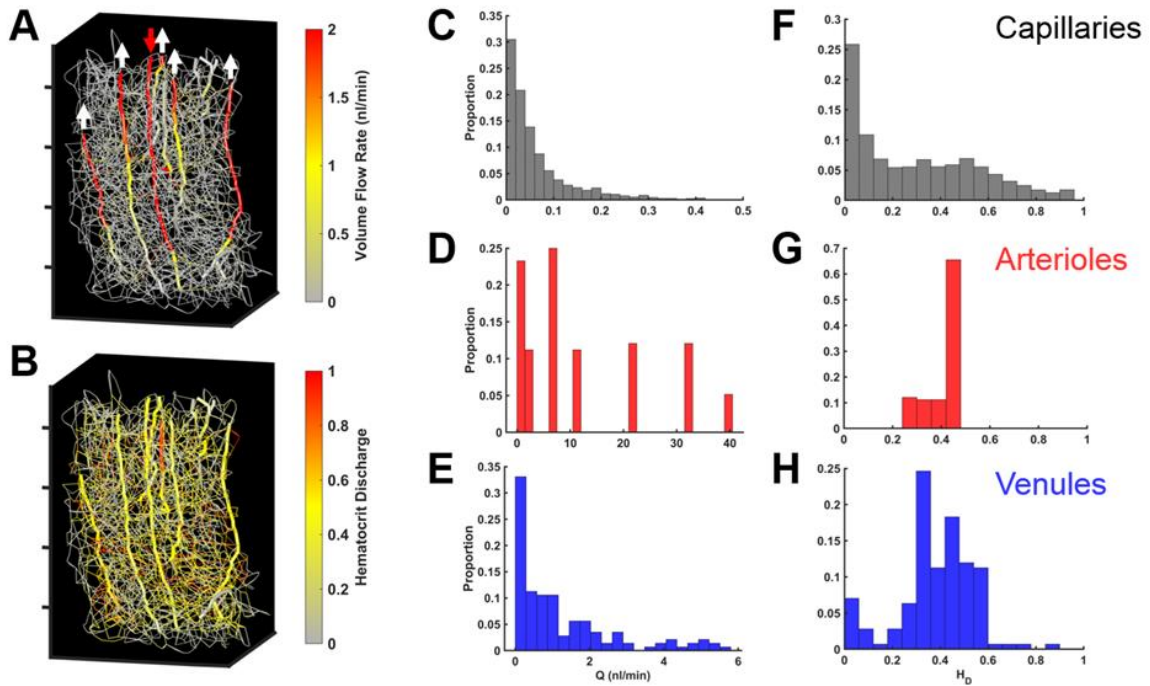 A
Volume Flow Rate (nl/min)
2
1.5
1
0.5
0
B
Hematocrit Discharge
1
0.8
0.6
0.4
0.2
0
C
Proportion
0.35
0.3
0.25
0.2
0.15
0.1
0.05
0
0 0.1 0.2 0.3 0.4 0.5
D
Proportion
0.25
0.2
0.15
0.1
0.05
0
0 10 20 30 40
E
Proportion
0.35
0.3
0.25
0.2
0.15
0.1
0.05
0
0 2 4 6
Q (nl/min)
F
Capillaries
0.3
0.25
0.2
0.15
0.1
0.05
0
0 0.2 0.4 0.6 0.8 1
G
Arterioles
0.7
0.6
0.5
0.4
0.3
0.2
0.1
0
0 0.2 0.4 0.6 0.8 1
H
Venules
0.25
0.2
0.15
0.1
0.05
0
0 0.2 0.4 0.6 0.8 1
H_D